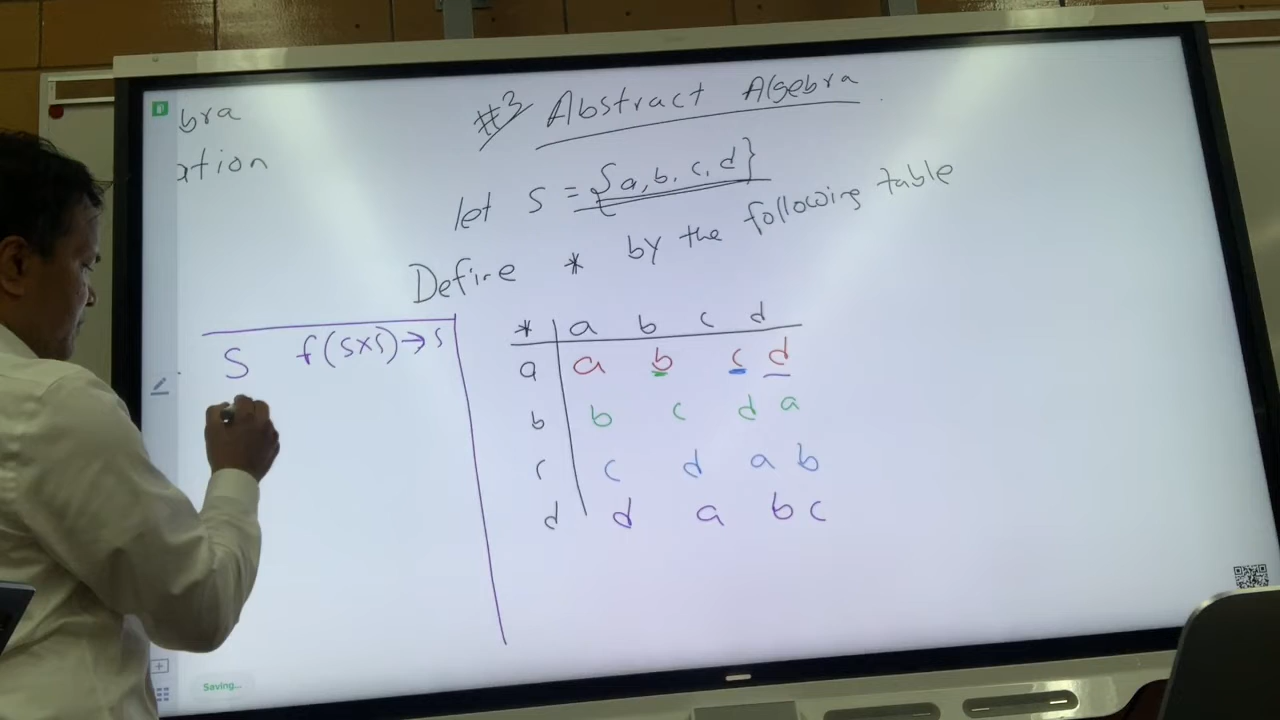 bra
ation
#3 Abstract Algebra
let S = {a, b, c, d}
Define * by the following table
S f(S×S)→S
* a b c d
a a b c d
b b c d a
c c d a b
d d a b c
Saving...